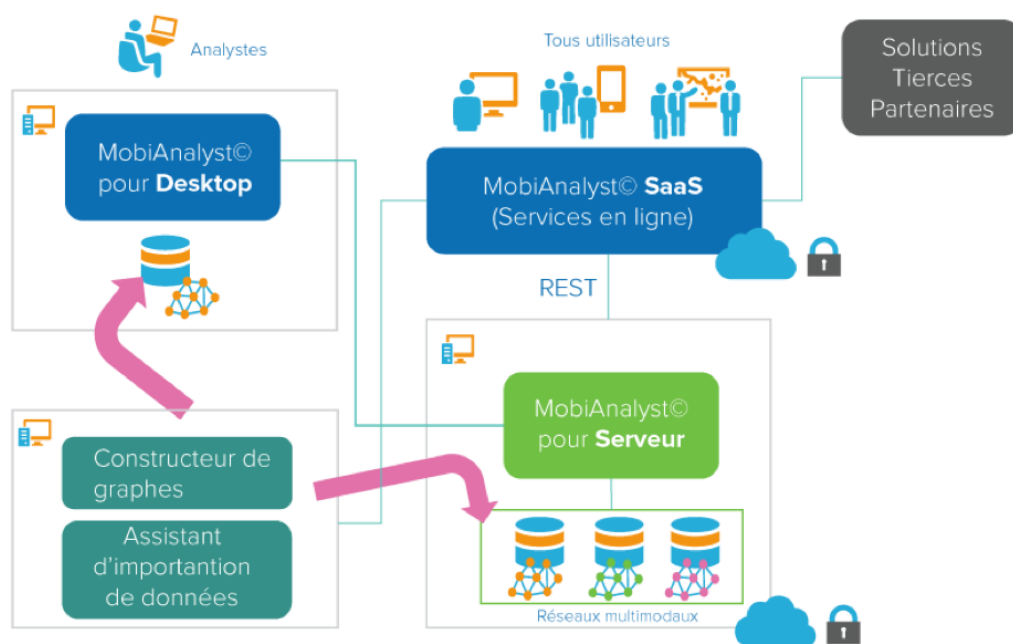 Analystes
Tous utilisateurs
Solutions
Tierces
Partenaires
MobiAnalyst©
pour Desktop
MobiAnalyst© SaaS
(Services en ligne)
REST
MobiAnalyst©
pour Serveur
Constructeur de
graphes
Assistant
d'importantion
de données
Réseaux multimodaux